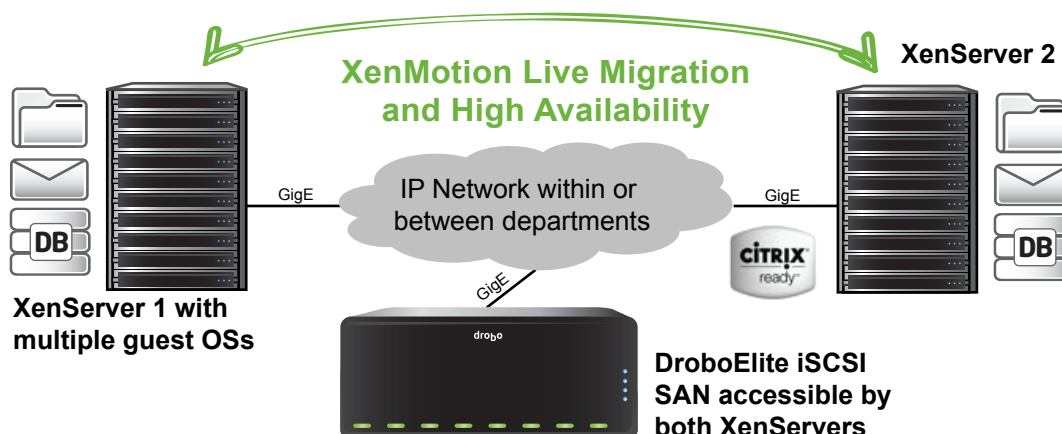 XenMotion Live Migration
and High Availability
XenServer 2
GigE
IP Network within or
between departments
GigE
CITRIX
ready
DB
DB
GigE
XenServer 1 with
multiple guest OSs
drobo
DroboElite iSCSI
SAN accessible by
both XenServers